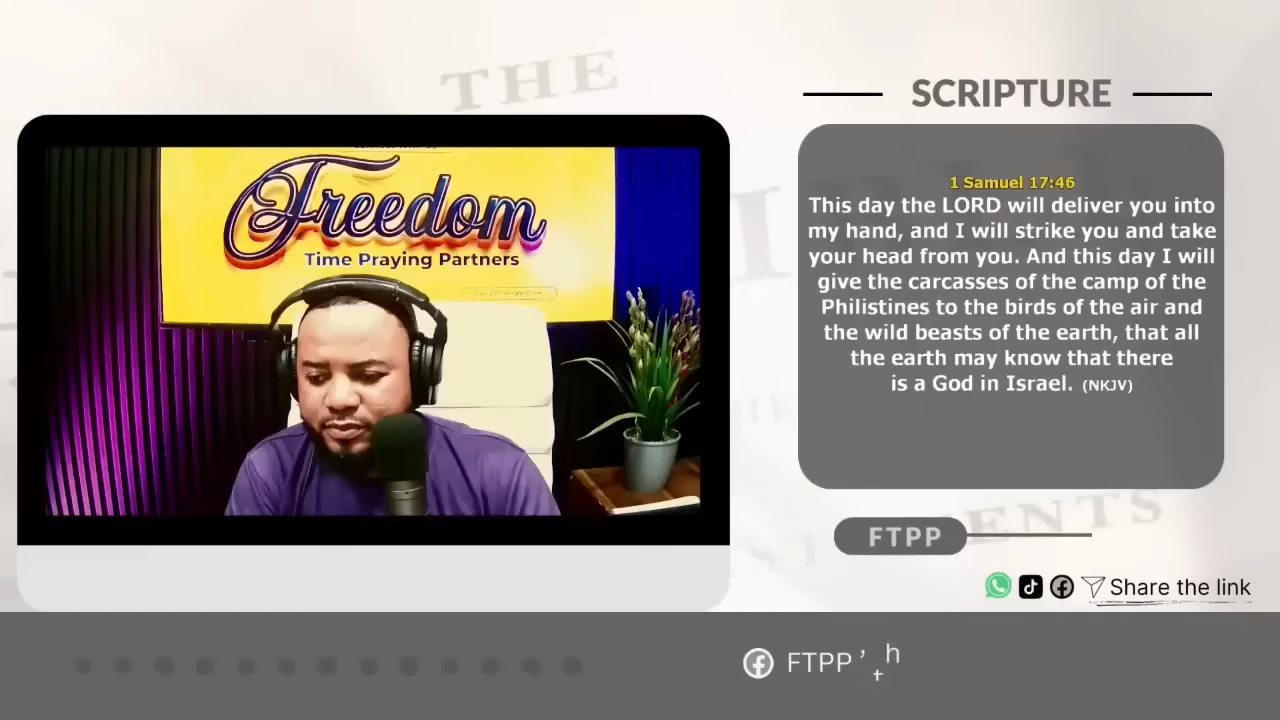 THE
SCRIPTURE
Freedom
Time Praying Partners
1 Samuel 17:46
This day the LORD will deliver you into
my hand, and I will strike you and take
your head from you. And this day I will
give the carcasses of the camp of the
Philistines to the birds of the air and
the wild beasts of the earth, that all
the earth may know that there
is a God in Israel. (NKJV)
FTPP
Share the link
FTPP